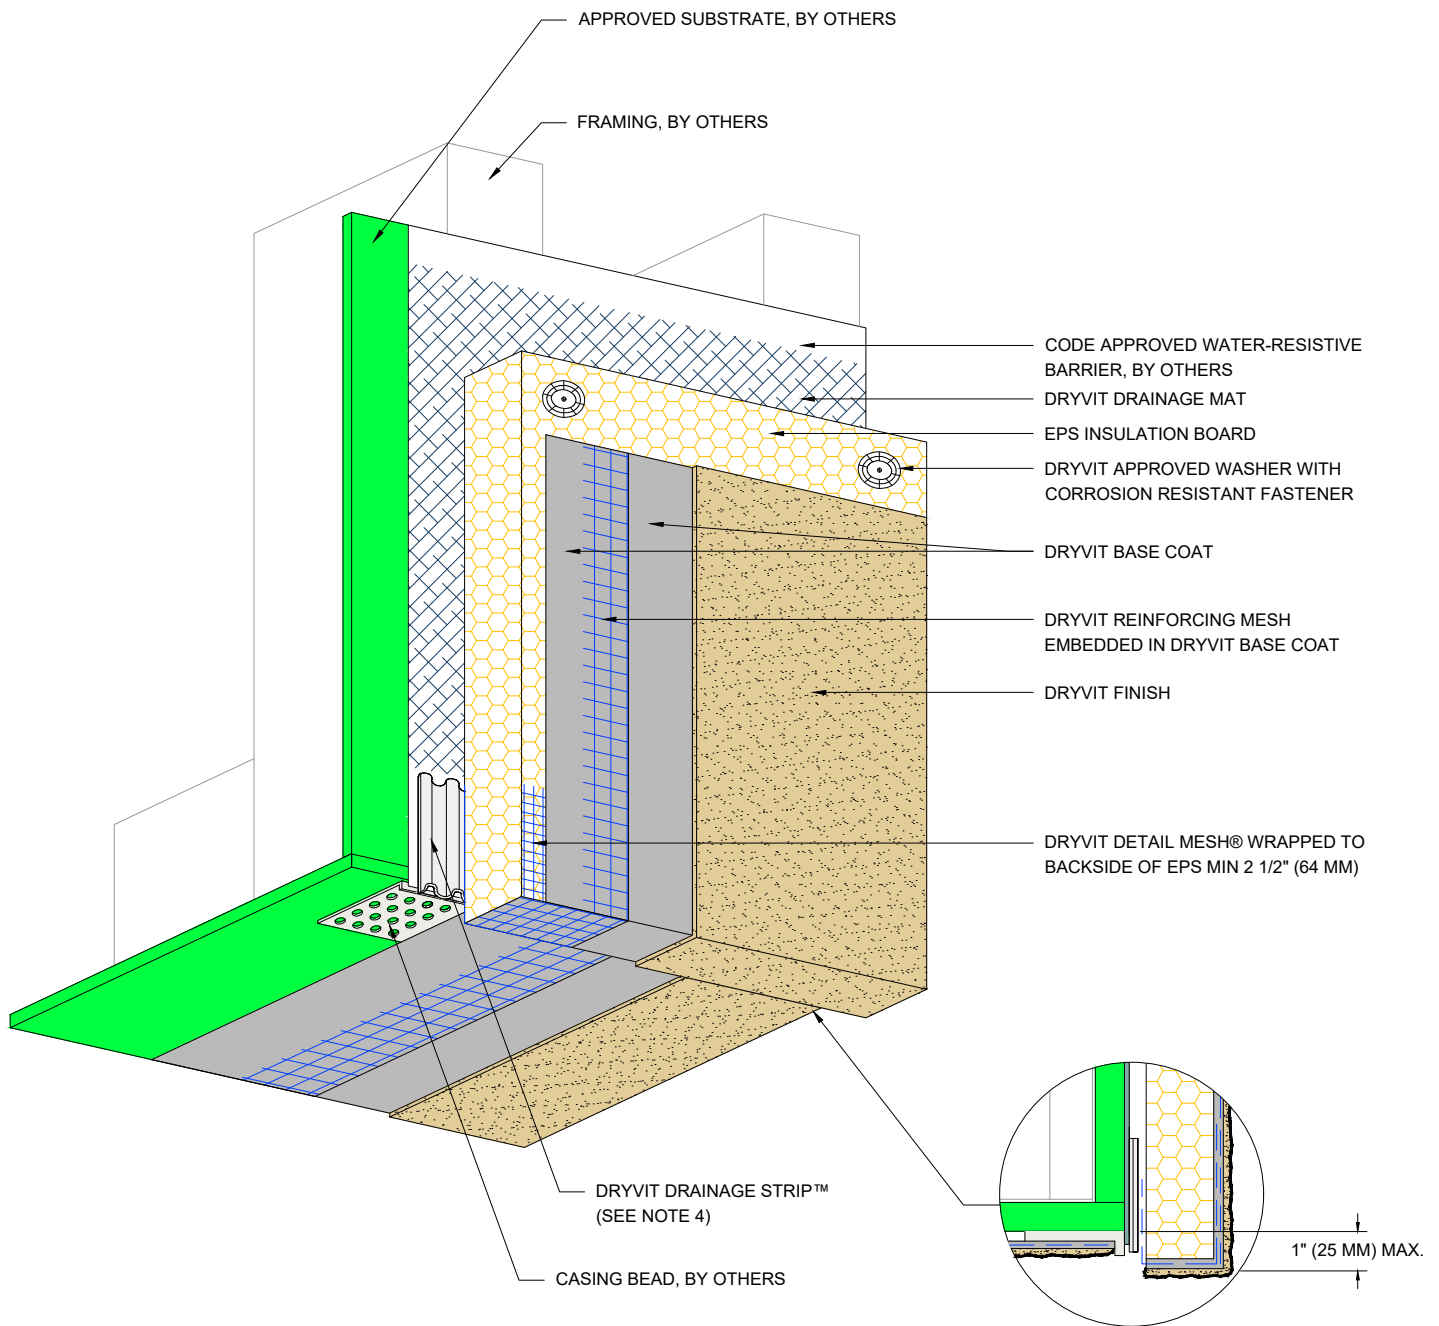 APPROVED SUBSTRATE, BY OTHERS
FRAMING, BY OTHERS
CODE APPROVED WATER-RESISTIVE
BARRIER, BY OTHERS
DRYVIT DRAINAGE MAT
EPS INSULATION BOARD
DRYVIT APPROVED WASHER WITH
CORROSION RESISTANT FASTENER
DRYVIT BASE COAT
DRYVIT REINFORCING MESH
EMBEDDED IN DRYVIT BASE COAT
DRYVIT FINISH
DRYVIT DETAIL MESH® WRAPPED TO
BACKSIDE OF EPS MIN 2 1/2" (64 MM)
DRYVIT DRAINAGE STRIP™
(SEE NOTE 4)
1" (25 MM) MAX.
CASING BEAD, BY OTHERS